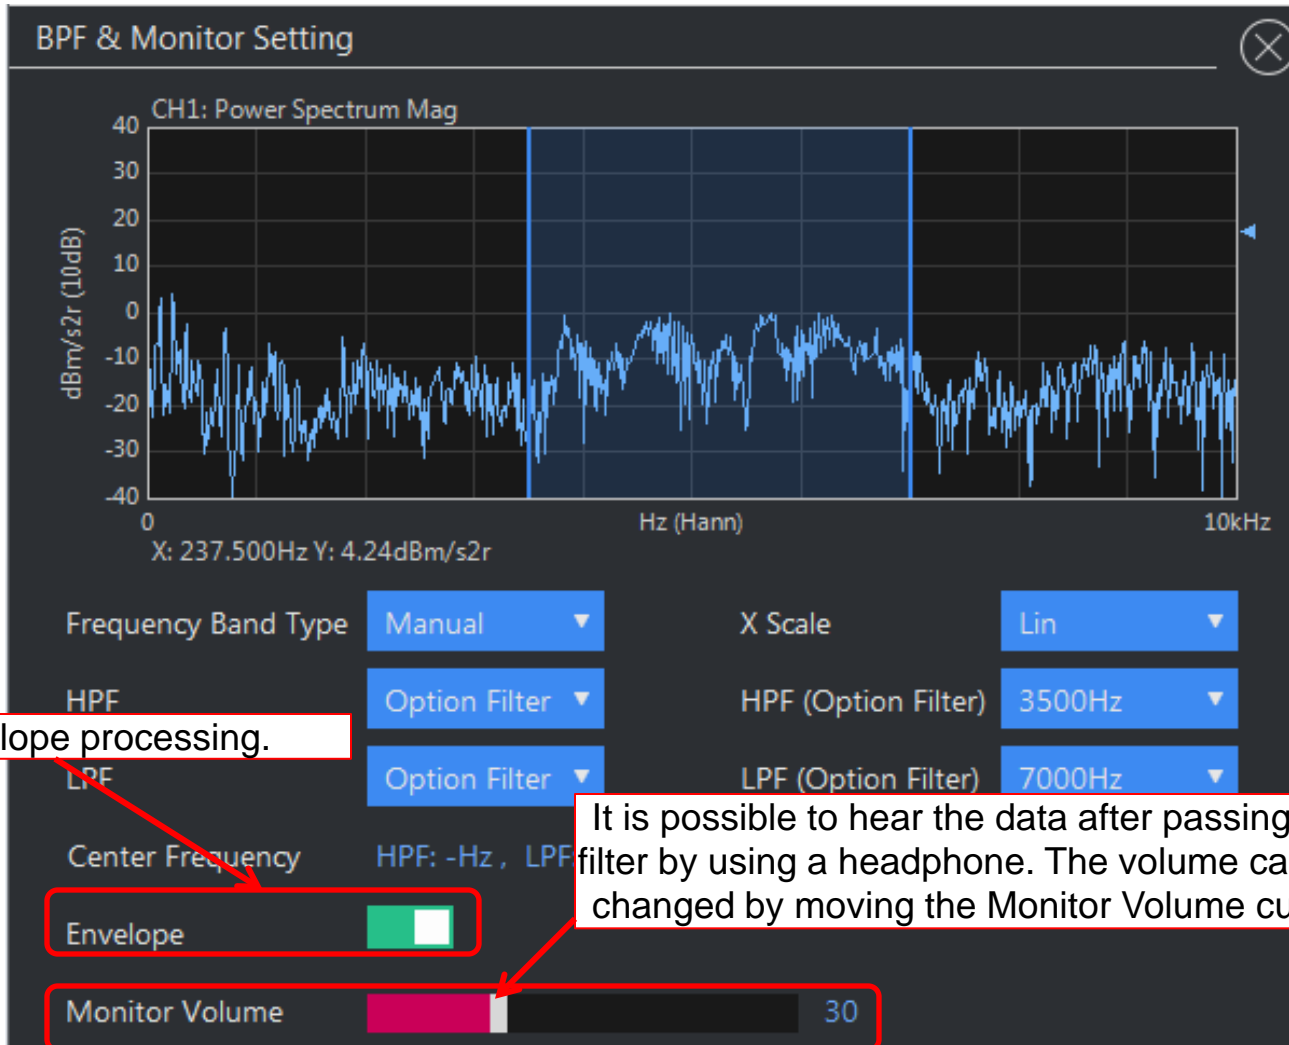 BPF & Monitor Setting
CH1: Power Spectrum Mag
40
30
20
10
0
-10
-20
-30
-40
dBm/s2r (10dB)
0
Hz (Hann)
10kHz
X: 237.500Hz Y: 4.24dBm/s2r
Frequency Band Type Manual X Scale Lin
HPF Option Filter HPF (Option Filter) 3500Hz
lope processing.
LPF Option Filter LPF (Option Filter) 7000Hz
It is possible to hear the data after passing
filter by using a headphone. The volume ca
changed by moving the Monitor Volume cu
Center Frequency HPF: -Hz , LPF
Envelope
Monitor Volume 30